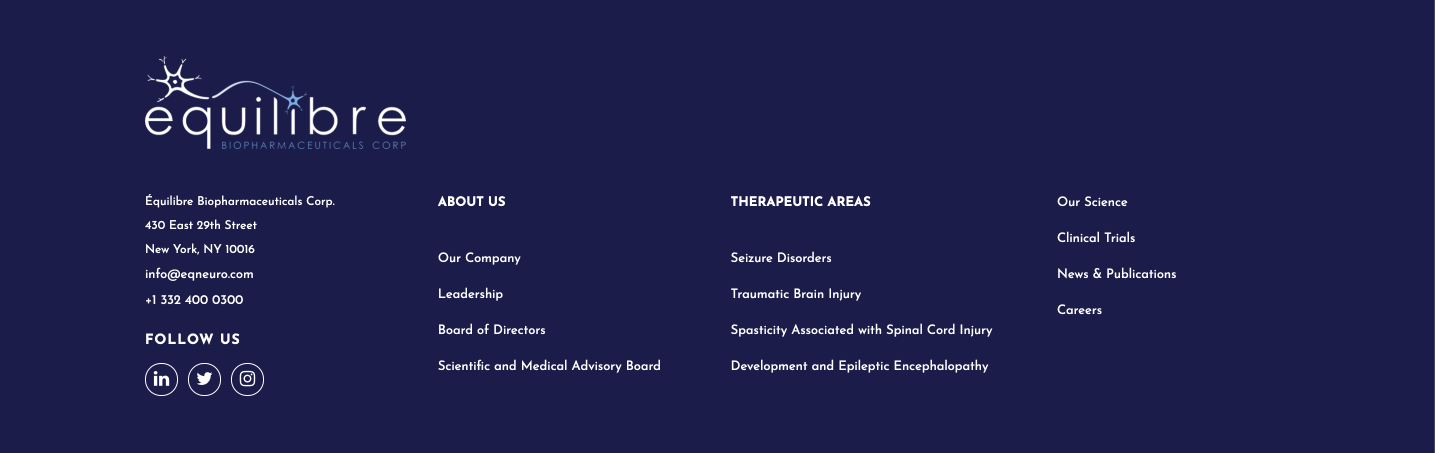 equilibre
BIOPHARMACEUTICALS CORP
Équilibre Biopharmaceuticals Corp.
430 East 29th Street
New York, NY 10016
info@eqneuro.com
+1 332 400 0300
FOLLOW US
in
ABOUT US
Our Company
Leadership
Board of Directors
Scientific and Medical Advisory Board
THERAPEUTIC AREAS
Seizure Disorders
Traumatic Brain Injury
Spasticity Associated with Spinal Cord Injury
Development and Epileptic Encephalopathy
Our Science
Clinical Trials
News & Publications
Careers